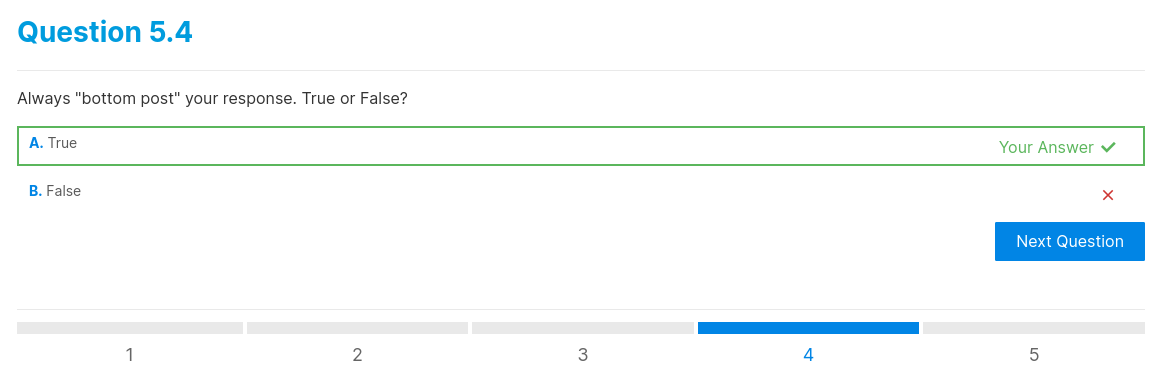 Question 5.4
Always "bottom post" your response. True or False?
A. True
Your Answer
B. False
Next Question
1 2 3 4 5